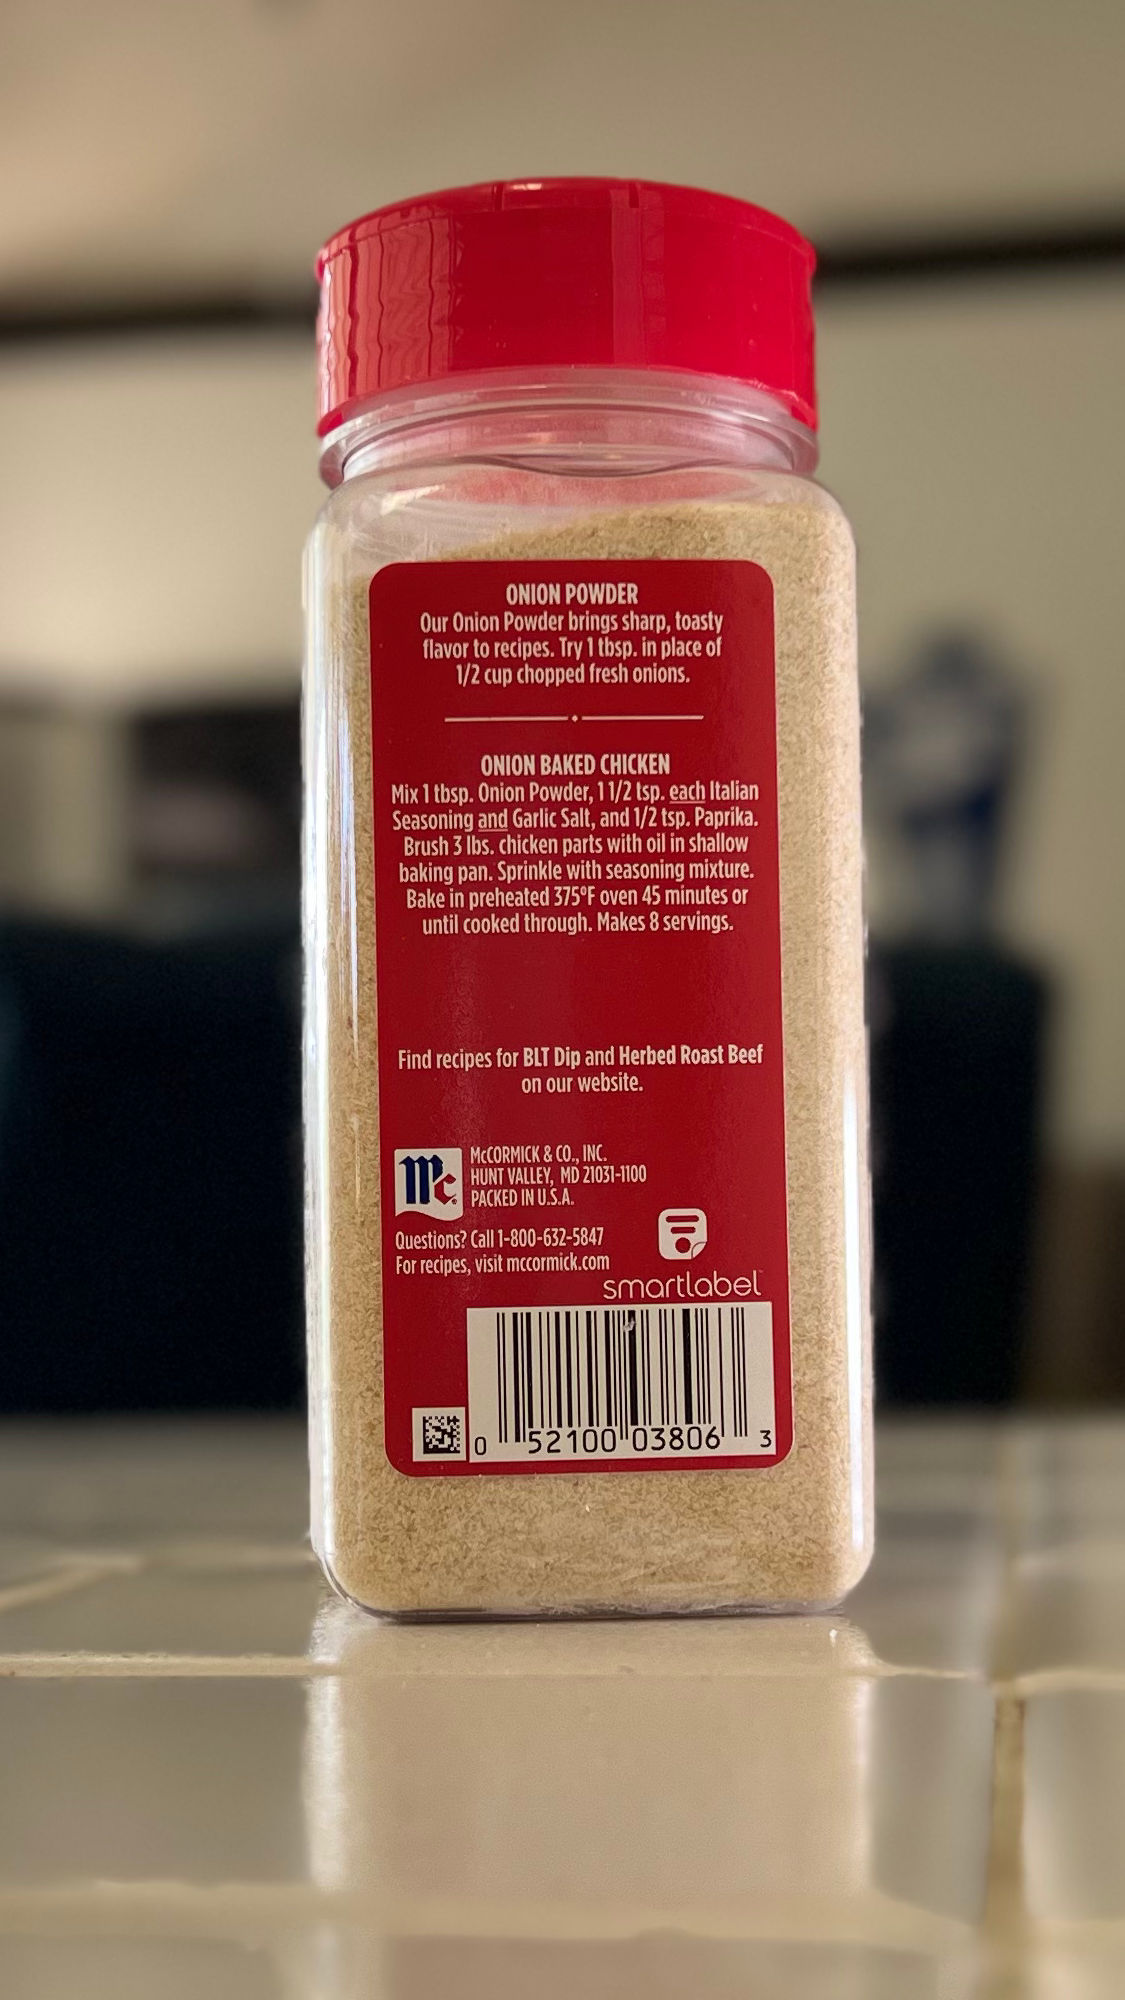 ONION POWDER
Our Onion Powder brings sharp, toasty
flavor to recipes. Try 1 tbsp. in place of
1/2 cup chopped fresh onions.
ONION BAKED CHICKEN
Mix 1 tbsp. Onion Powder, 1 1/2 tsp. each Italian
Seasoning and Garlic Salt, and 1/2 tsp. Paprika.
Brush 3 lbs. chicken parts with oil in shallow
baking pan. Sprinkle with seasoning mixture.
Bake in preheated 375°F oven 45 minutes or
until cooked through. Makes 8 servings.
Find recipes for BLT Dip and Herbed Roast Beef
on our website.
Mc
McCORMICK & CO., INC.
HUNT VALLEY, MD 21031-1100
PACKED IN U.S.A.
Questions? Call 1-800-632-5847
For recipes, visit mccormick.com
smartlabel™
0 52100 03806 3